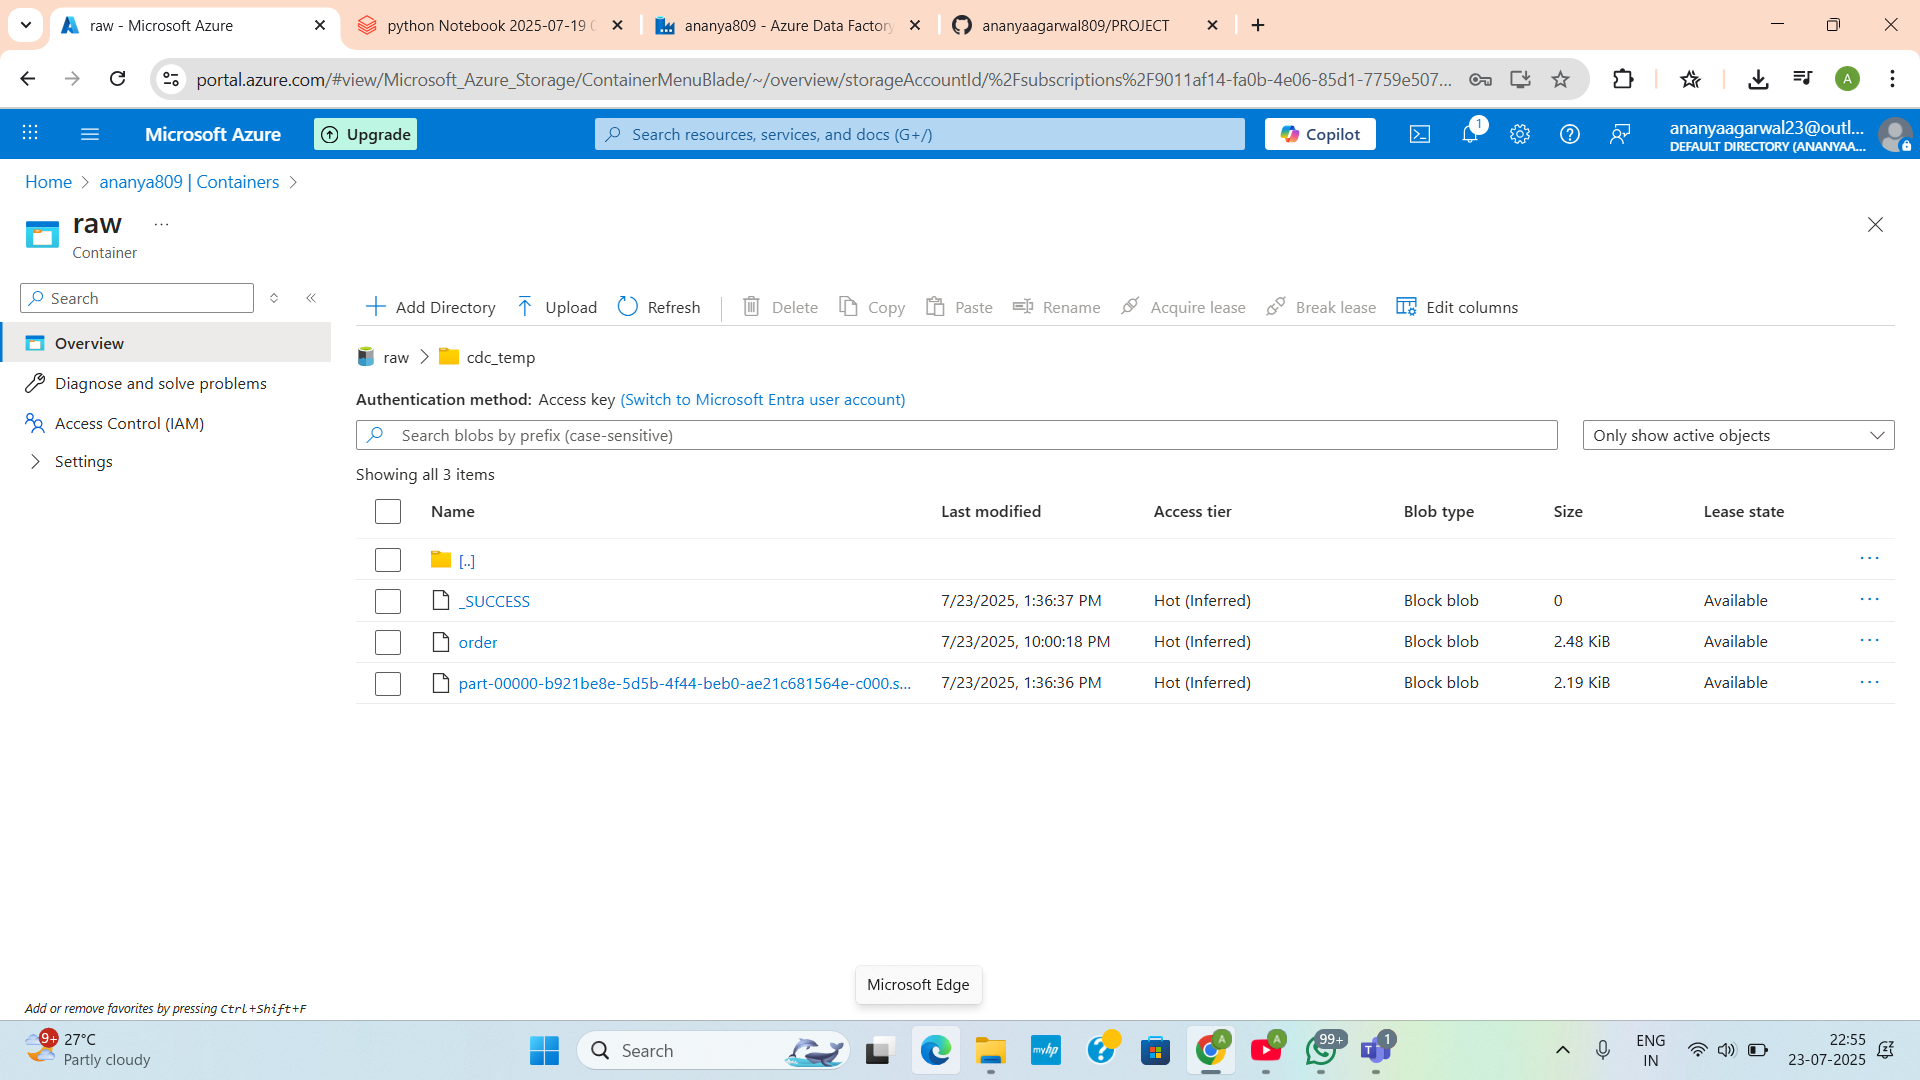 raw - Microsoft Azure
python Notebook 2025-07-19
ananya809 - Azure Data Factory
ananyaagarwal809/PROJECT
portal.azure.com/#view/Microsoft_Azure_Storage/ContainerMenuBlade/~/overview/storageAccountId/%2Fsubscriptions%2F9011af14-fa0b-4e06-85d1-7759e507...
A
Microsoft Azure
Upgrade
Search resources, services, and docs (G+/)
Copilot
1
ananyaagarwal23@outl...
DEFAULT DIRECTORY (ANANYAA...
Home > ananya809 | Containers >
raw ...
Container
Search
Overview
Diagnose and solve problems
Access Control (IAM)
Settings
Add Directory Upload Refresh Delete Copy Paste Rename Acquire lease Break lease Edit columns
raw > cdc_temp
Authentication method: Access key (Switch to Microsoft Entra user account)
Search blobs by prefix (case-sensitive)
Only show active objects
Showing all 3 items
Name Last modified Access tier Blob type Size Lease state
[..] ...
_SUCCESS 7/23/2025, 1:36:37 PM Hot (Inferred) Block blob 0 Available ...
order 7/23/2025, 10:00:18 PM Hot (Inferred) Block blob 2.48 KiB Available ...
part-00000-b921be8e-5d5b-4f44-beb0-ae21c681564e-c000.s... 7/23/2025, 1:36:36 PM Hot (Inferred) Block blob 2.19 KiB Available ...
Microsoft Edge
Add or remove favorites by pressing Ctrl+Shift+F
9+
27°C
Partly cloudy
Search
myhp
A
A
99+
1
ENG
IN
22:55
23-07-2025